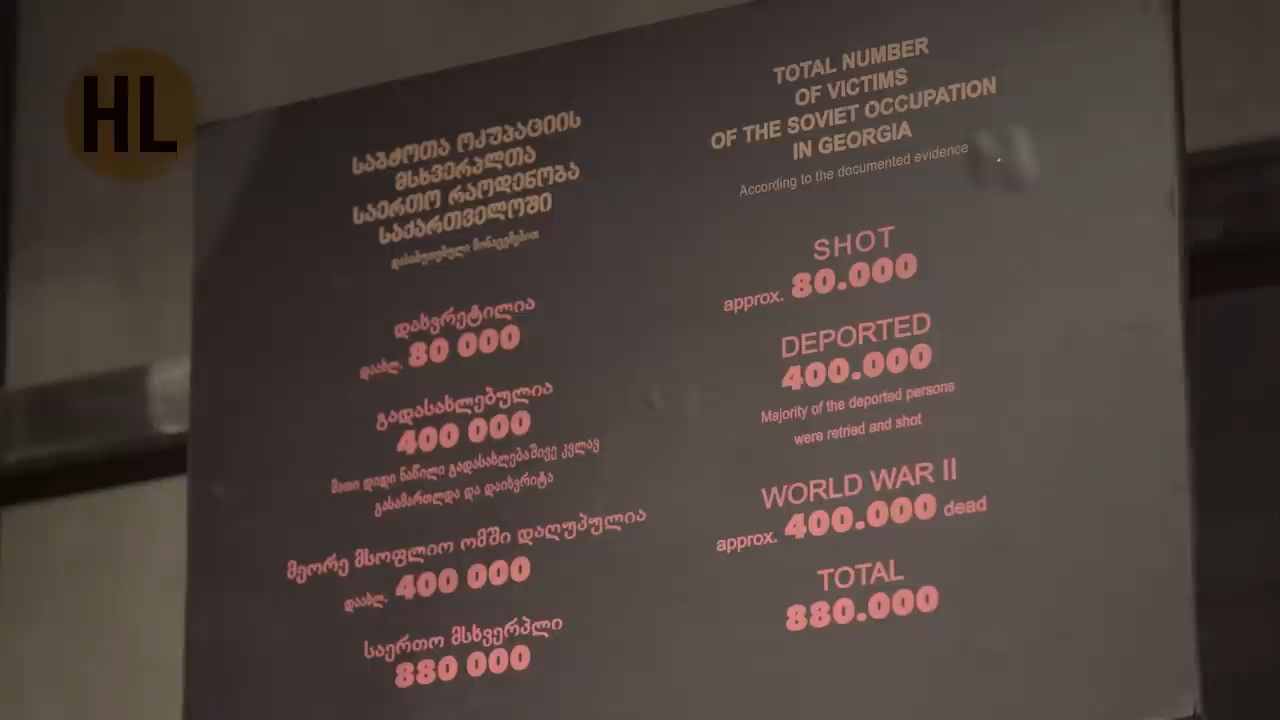 HL
საბჭოთა ოკუპაციის
მსხვერპლთა
საერთო რაოდენობა
საქართველოში
დასაბუთებული მონაცემებით
დახვრეტილია
დაახლ. 80 000
გადასახლებულია
400 000
მათი დიდი ნაწილი გადასახლებაშივე კვლავ
გასამართლდა და დაიხვრიტა
მეორე მსოფლიო ომში დაღუპულია
დაახლ. 400 000
საერთო მსხვერპლი
880 000
TOTAL NUMBER
OF VICTIMS
OF THE SOVIET OCCUPATION
IN GEORGIA
According to the documented evidence
SHOT
approx. 80.000
DEPORTED
400.000
Majority of the deported persons
were retried and shot
WORLD WAR II
approx. 400.000 dead
TOTAL
880.000